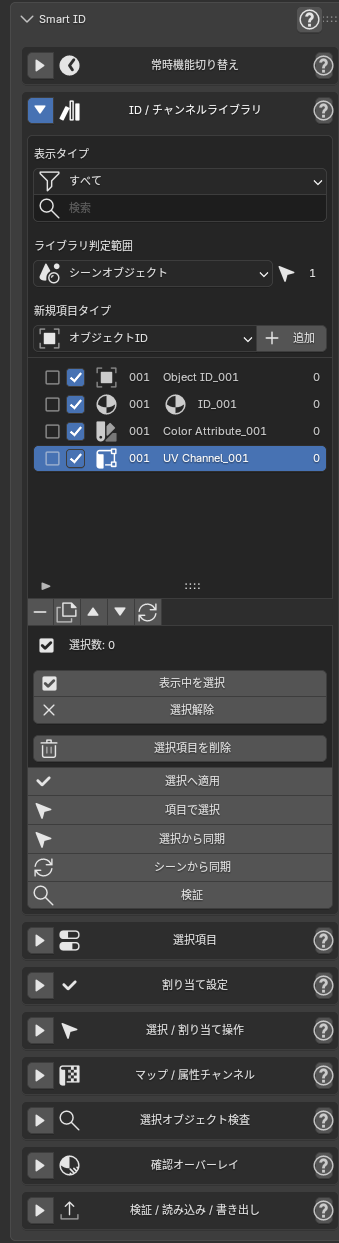 Smart ID
常時機能切り替え
ID / チャンネルライブラリ
表示タイプ
すべて
検索
ライブラリ判定範囲
シーンオブジェクト 1
新規項目タイプ
オブジェクトID 追加
001 Object ID_001 0
001 ID_001 0
001 Color Attribute_001 0
001 UV Channel_001 0
選択数: 0
表示中を選択
選択解除
選択項目を削除
選択へ適用
項目で選択
選択から同期
シーンから同期
検証
選択項目
割り当て設定
選択 / 割り当て操作
マップ / 属性チャンネル
選択オブジェクト検査
確認オーバーレイ
検証 / 読み込み / 書き出し